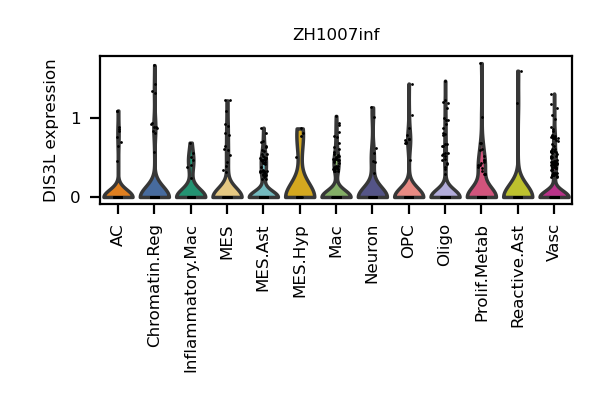 ZH1007inf
DIS3L expression
1
0
AC
Chromatin.Reg
Inflammatory.Mac
MES
MES.Ast
MES.Hyp
Mac
Neuron
OPC
Oligo
Prolif.Metab
Reactive.Ast
Vasc